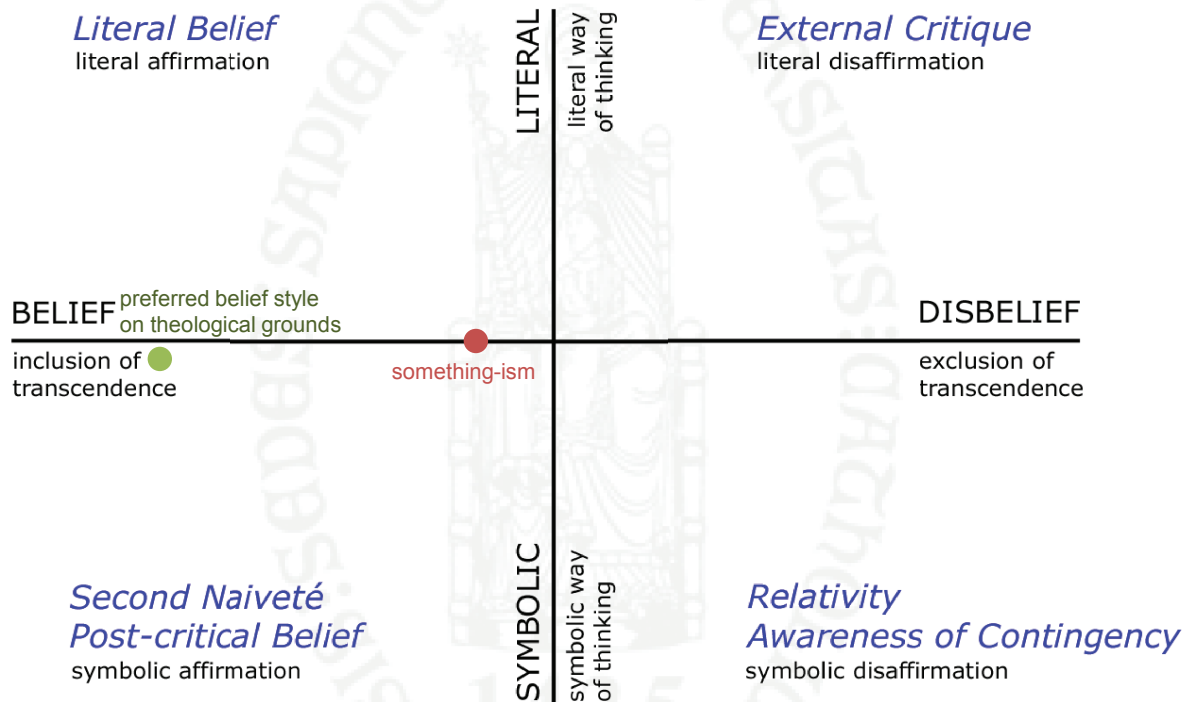 Literal Belief
literal affirmation
LITERAL
literal way
of thinking
External Critique
literal disaffirmation
BELIEF
preferred belief style
on theological grounds
DISBELIEF
inclusion of
transcendence
something-ism
exclusion of
transcendence
Second Naiveté
Post-critical Belief
symbolic affirmation
SYMBOLIC
symbolic way
of thinking
Relativity
Awareness of Contingency
symbolic disaffirmation